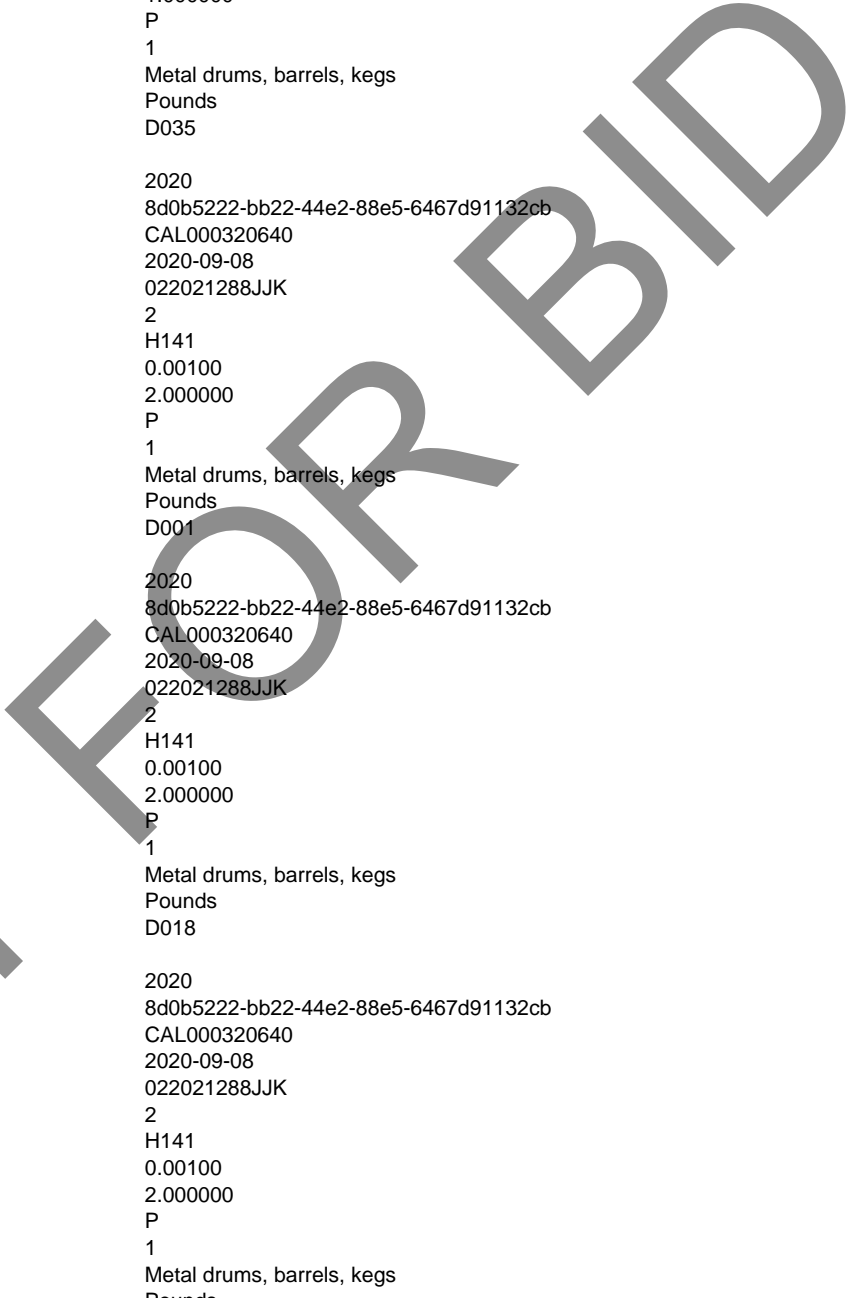 P
1
Metal drums, barrels, kegs
Pounds
D035

2020
8d0b5222-bb22-44e2-88e5-6467d91132cb
CAL000320640
2020-09-08
022021288JJK
2
H141
0.00100
2.000000
P
1
Metal drums, barrels, kegs
Pounds
D001

2020
8d0b5222-bb22-44e2-88e5-6467d91132cb
CAL000320640
2020-09-08
022021288JJK
2
H141
0.00100
2.000000
P
1
Metal drums, barrels, kegs
Pounds
D018

2020
8d0b5222-bb22-44e2-88e5-6467d91132cb
CAL000320640
2020-09-08
022021288JJK
2
H141
0.00100
2.000000
P
1
Metal drums, barrels, kegs
Pounds
FOR BID